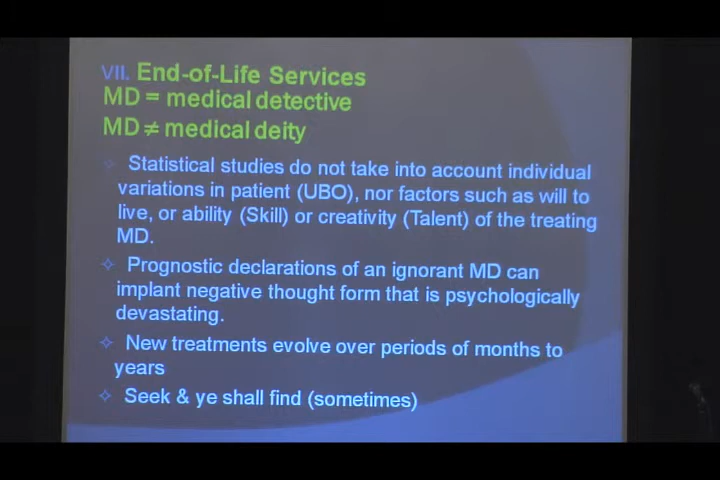 VII. End-of-Life Services
MD = medical detective
MD ≠ medical deity
Statistical studies do not take into account individual
variations in patient (UBO), nor factors such as will to
live, or ability (Skill) or creativity (Talent) of the treating
MD.
Prognostic declarations of an ignorant MD can
implant negative thought form that is psychologically
devastating.
New treatments evolve over periods of months to
years
Seek & ye shall find (sometimes)